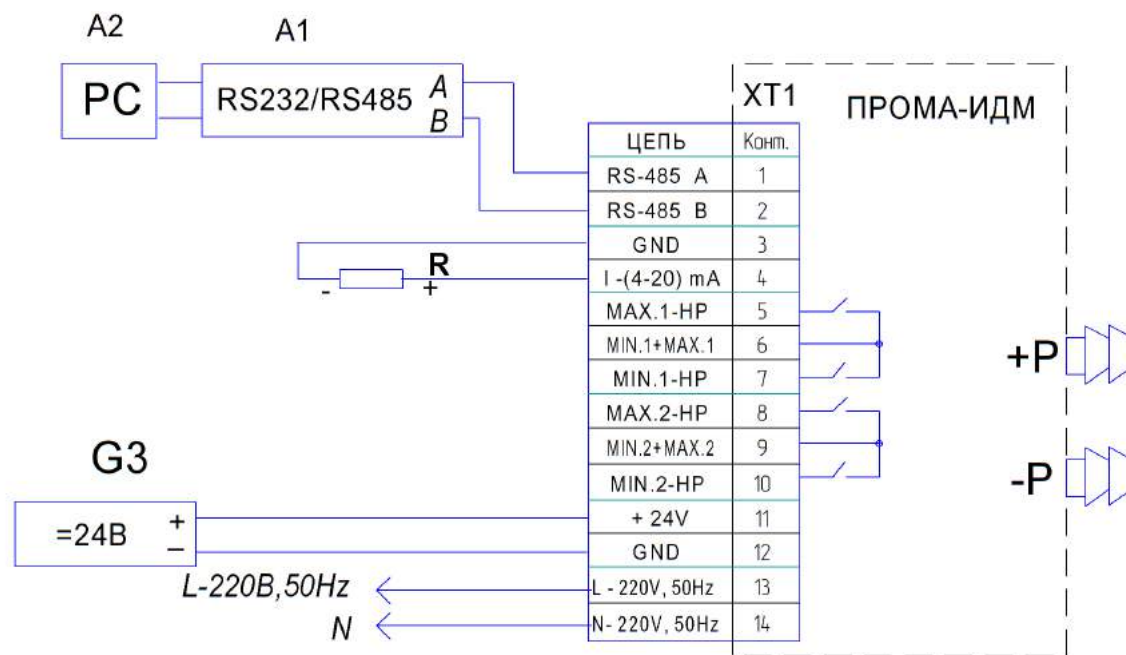 A2
A1
PC
RS232/RS485
A
B
XT1
ПРОМА-ИДМ
ЦЕПЬ Конт.
RS-485 A 1
RS-485 B 2
GND 3
I -(4-20) mA 4
MAX.1-HP 5
MIN.1+MAX.1 6
MIN.1-HP 7
MAX.2-HP 8
MIN.2+MAX.2 9
MIN.2-HP 10
+ 24V 11
GND 12
L - 220V, 50Hz 13
N- 220V, 50Hz 14
R
- +
+P
-P
G3
=24В
+
–
L-220В,50Hz
N